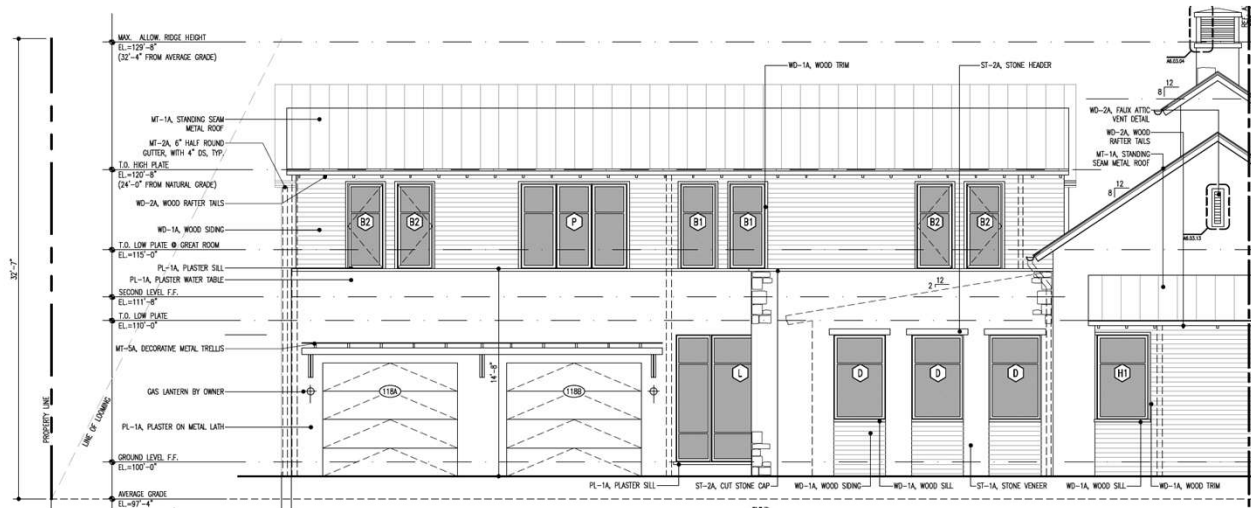 MAX. ALLOW. RIDGE HEIGHT
EL.=129'-8"
(32'-4" FROM AVERAGE GRADE)
WD-1A, WOOD TRIM
ST-2A, STONE HEADER
A8.03.04
12
8
MT-1A, STANDING SEAM
METAL ROOF
WD-2A, FAUX ATTIC
VENT DETAIL
WD-2A, WOOD
RAFTER TAILS
MT-2A, 6" HALF ROUND
GUTTER, WITH 4" DS, TYP.
MT-1A, STANDING
SEAM METAL ROOF
T.O. HIGH PLATE
EL.=120'-8"
(24'-0" FROM NATURAL GRADE)
12
8
WD-2A, WOOD RAFTER TAILS
B2
B2
P
B1
B1
B2
B2
WD-1A, WOOD SIDING
A8.03.13
T.O. LOW PLATE @ GREAT ROOM
EL.=115'-0"
32'-7"
PL-1A, PLASTER SILL
PL-1A, PLASTER WATER TABLE
12
2
SECOND LEVEL F.F.
EL.=111'-8"
T.O. LOW PLATE
EL.=110'-0"
MT-5A, DECORATIVE METAL TRELLIS
14'-8"
L
D
D
D
H1
GAS LANTERN BY OWNER
118A
118B
PROPERTY LINE
LINE OF LOOMING
PL-1A, PLASTER ON METAL LATH
GROUND LEVEL F.F.
EL.=100'-0"
PL-1A, PLASTER SILL
ST-2A, CUT STONE CAP
WD-1A, WOOD SIDING
WD-1A, WOOD SILL
ST-1A, STONE VENEER
WD-1A, WOOD SILL
WD-1A, WOOD TRIM
AVERAGE GRADE
EL.=97'-4"